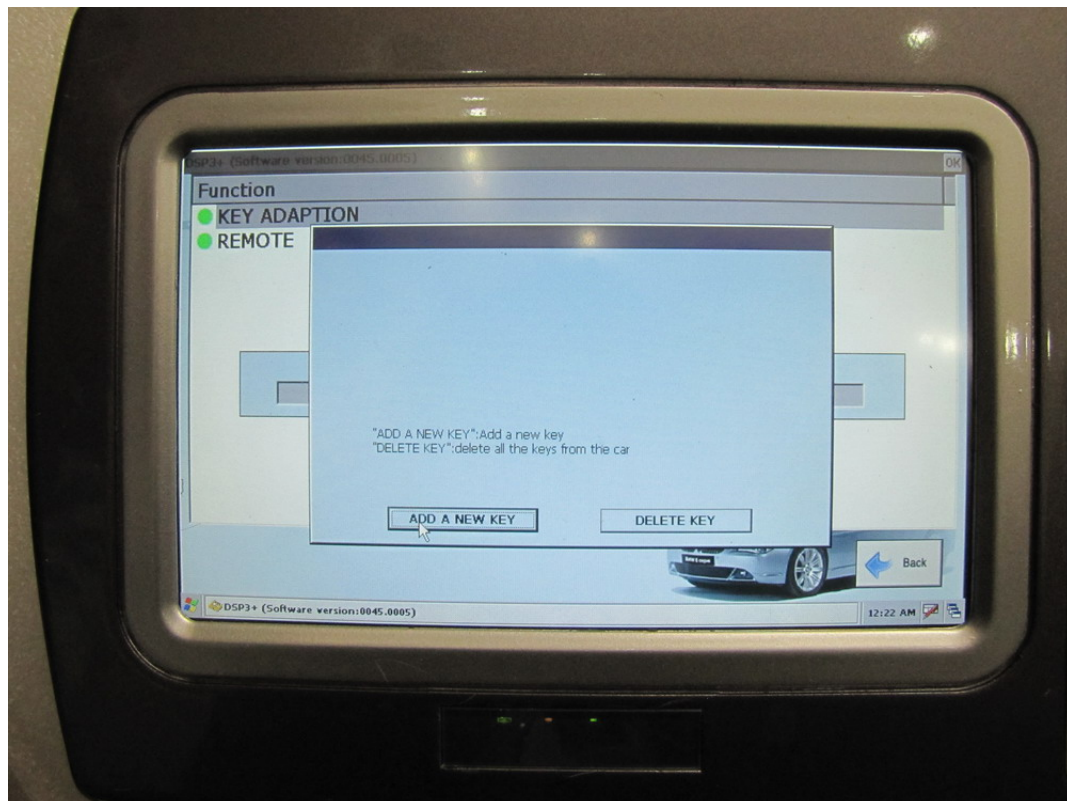 DSP3+ (Software version:0045.0005)
OK
Function
KEY ADAPTION
REMOTE
"ADD A NEW KEY":Add a new key
"DELETE KEY":delete all the keys from the car
ADD A NEW KEY
DELETE KEY
Back
DSP3+ (Software version:0045.0005)
12:22 AM